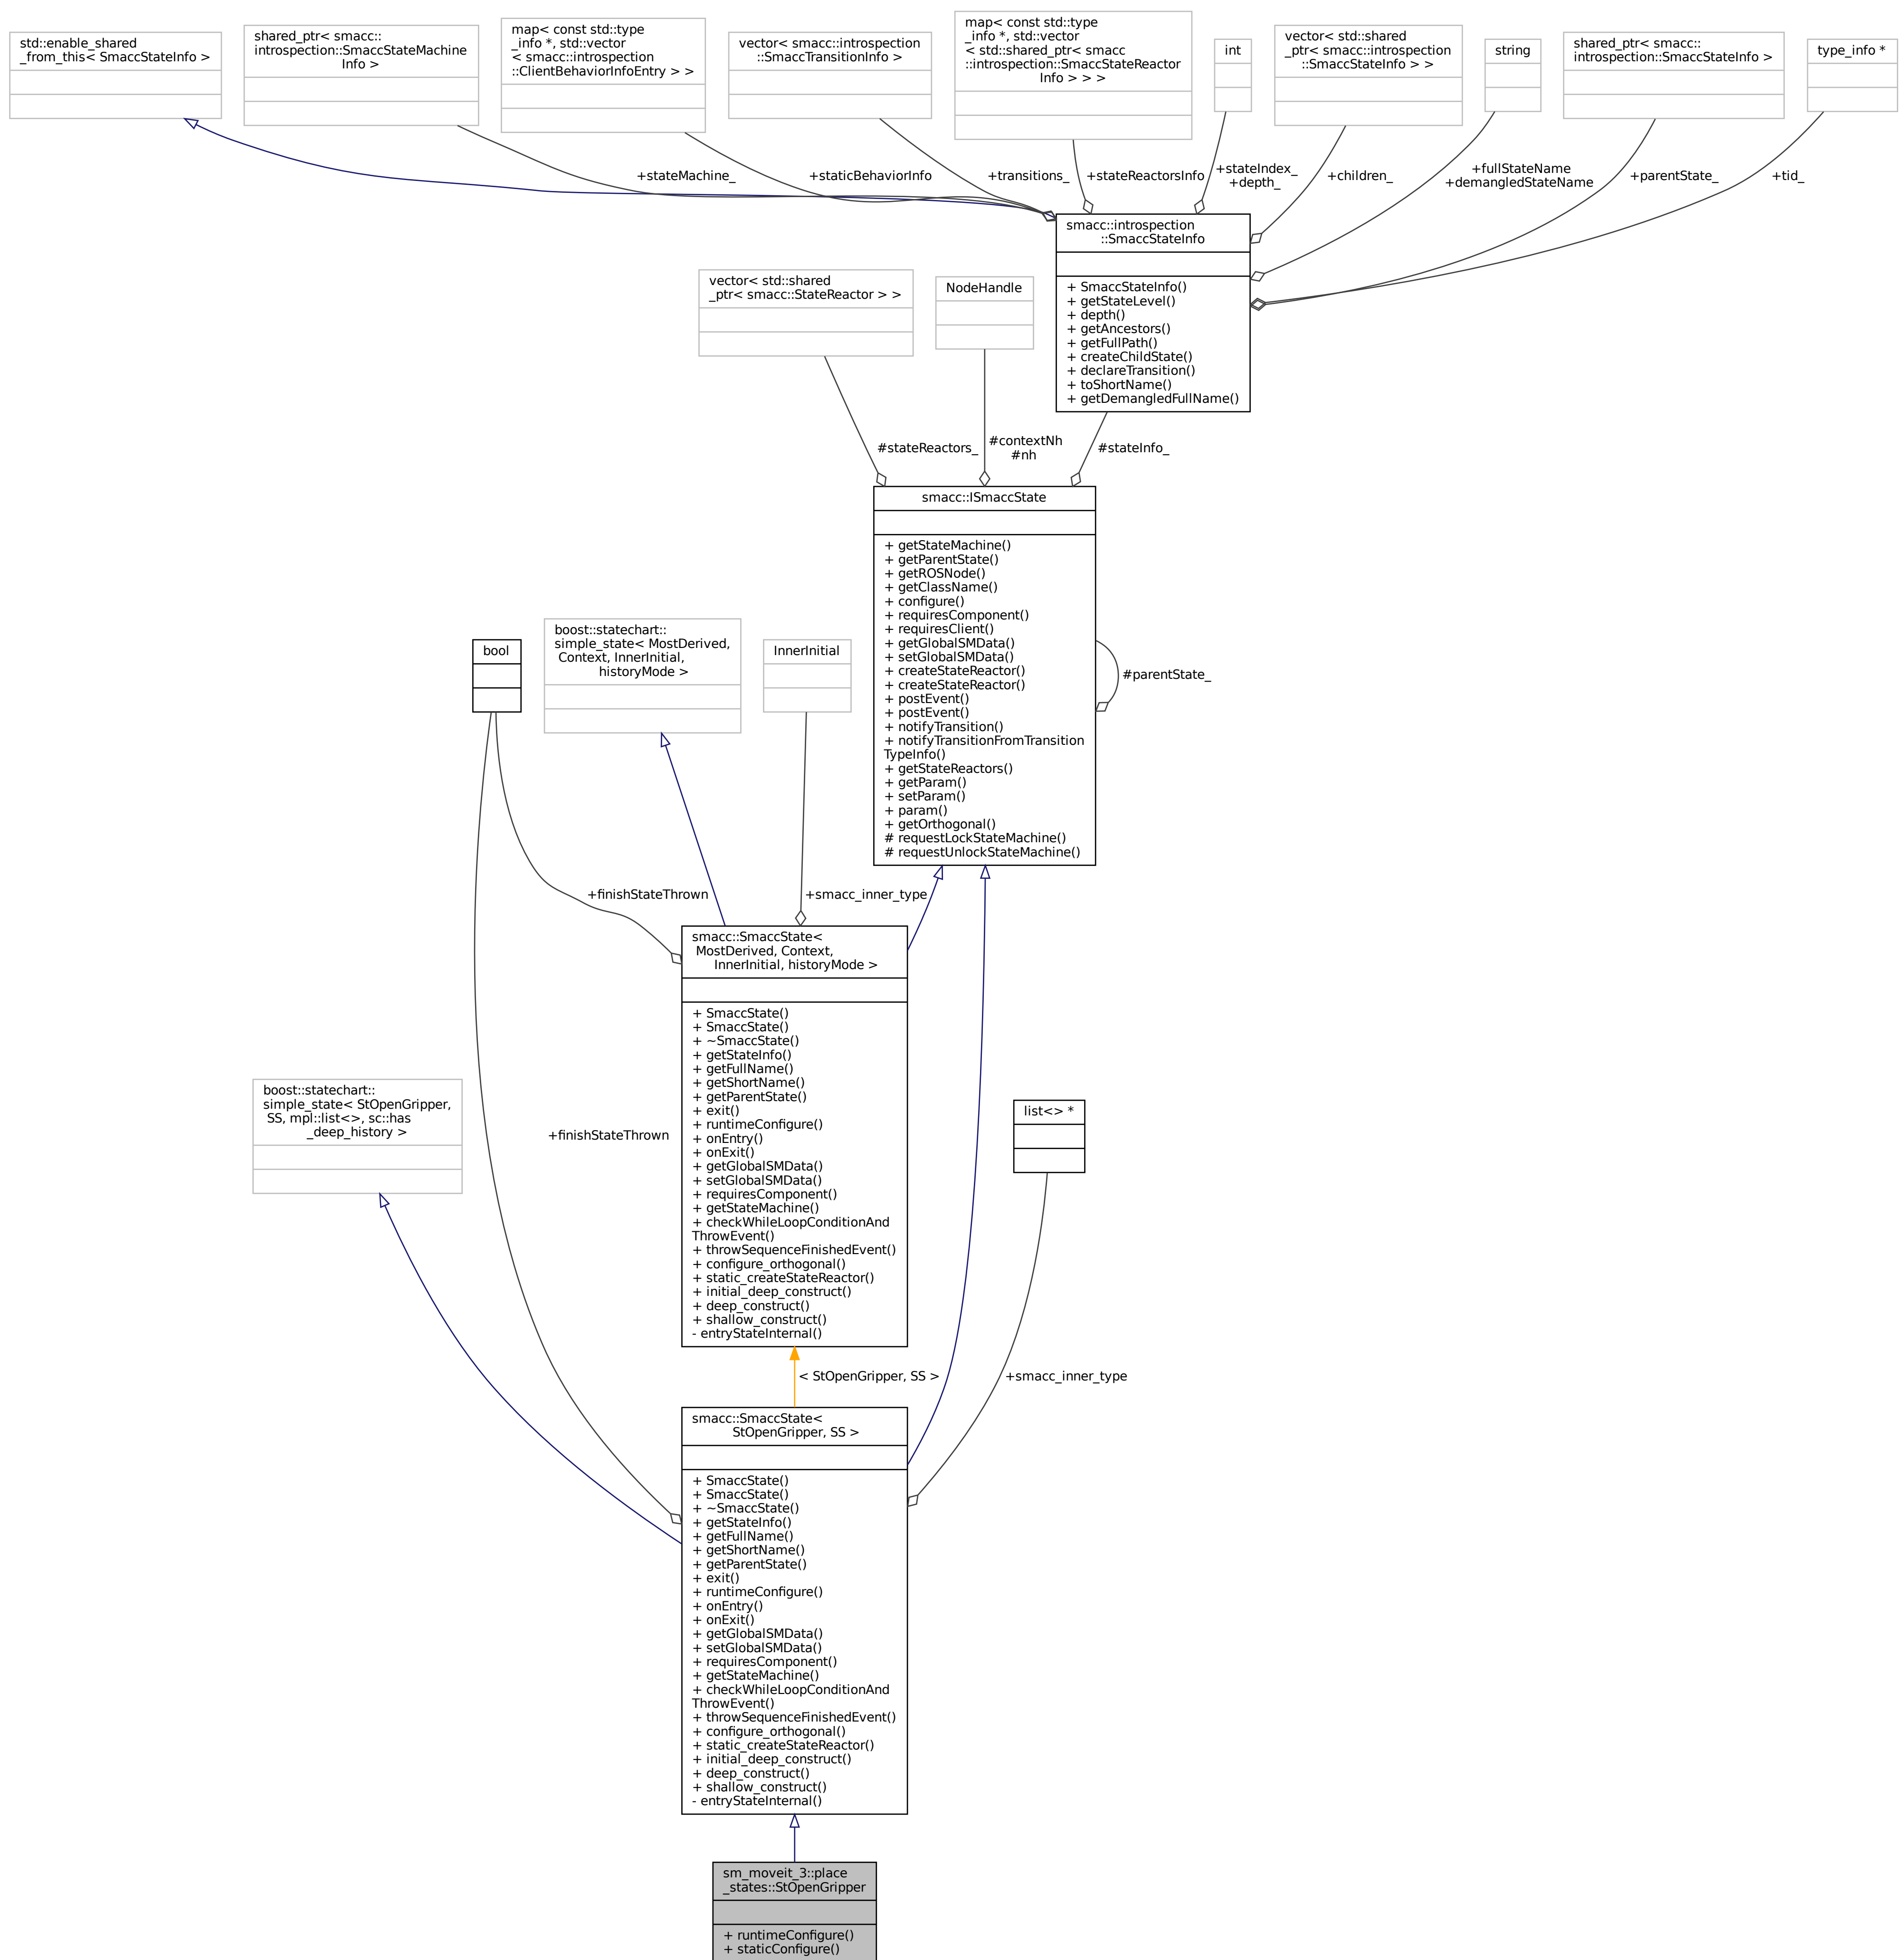 std::enable_shared
_from_this< SmaccStateInfo >
shared_ptr< smacc::
introspection::SmaccStateMachine
Info >
map< const std::type
_info *, std::vector
< smacc::introspection
::ClientBehaviorInfoEntry > >
vector< smacc::introspection
::SmaccTransitionInfo >
map< const std::type
_info *, std::vector
< std::shared_ptr< smacc
::introspection::SmaccStateReactor
Info > > >
int
vector< std::shared
_ptr< smacc::introspection
::SmaccStateInfo > >
string
shared_ptr< smacc::
introspection::SmaccStateInfo >
type_info *
+stateMachine_
+staticBehaviorInfo
+transitions_
+stateReactorsInfo
+stateIndex_
+depth_
+children_
+fullStateName
+demangledStateName
+parentState_
+tid_
smacc::introspection
::SmaccStateInfo
+ SmaccStateInfo()
+ getStateLevel()
+ depth()
+ getAncestors()
+ getFullPath()
+ createChildState()
+ declareTransition()
+ toShortName()
+ getDemangledFullName()
vector< std::shared
_ptr< smacc::StateReactor > >
NodeHandle
#stateReactors_
#contextNh
#nh
#stateInfo_
smacc::ISmaccState
+ getStateMachine()
+ getParentState()
+ getROSNode()
+ getClassName()
+ configure()
+ requiresComponent()
+ requiresClient()
+ getGlobalSMData()
+ setGlobalSMData()
+ createStateReactor()
+ createStateReactor()
+ postEvent()
+ postEvent()
+ notifyTransition()
+ notifyTransitionFromTransition
TypeInfo()
+ getStateReactors()
+ getParam()
+ setParam()
+ param()
+ getOrthogonal()
# requestLockStateMachine()
# requestUnlockStateMachine()
#parentState_
bool
boost::statechart::
simple_state< MostDerived,
Context, InnerInitial,
historyMode >
InnerInitial
+finishStateThrown
+smacc_inner_type
smacc::SmaccState<
MostDerived, Context,
InnerInitial, historyMode >
+ SmaccState()
+ SmaccState()
+ ~SmaccState()
+ getStateInfo()
+ getFullName()
+ getShortName()
+ getParentState()
+ exit()
+ runtimeConfigure()
+ onEntry()
+ onExit()
+ getGlobalSMData()
+ setGlobalSMData()
+ requiresComponent()
+ getStateMachine()
+ checkWhileLoopConditionAnd
ThrowEvent()
+ throwSequenceFinishedEvent()
+ configure_orthogonal()
+ static_createStateReactor()
+ initial_deep_construct()
+ deep_construct()
+ shallow_construct()
- entryStateInternal()
boost::statechart::
simple_state< StOpenGripper,
SS, mpl::list<>, sc::has
_deep_history >
+finishStateThrown
list<> *
< StOpenGripper, SS >
+smacc_inner_type
smacc::SmaccState<
StOpenGripper, SS >
+ SmaccState()
+ SmaccState()
+ ~SmaccState()
+ getStateInfo()
+ getFullName()
+ getShortName()
+ getParentState()
+ exit()
+ runtimeConfigure()
+ onEntry()
+ onExit()
+ getGlobalSMData()
+ setGlobalSMData()
+ requiresComponent()
+ getStateMachine()
+ checkWhileLoopConditionAnd
ThrowEvent()
+ throwSequenceFinishedEvent()
+ configure_orthogonal()
+ static_createStateReactor()
+ initial_deep_construct()
+ deep_construct()
+ shallow_construct()
- entryStateInternal()
sm_moveit_3::place
_states::StOpenGripper
+ runtimeConfigure()
+ staticConfigure()